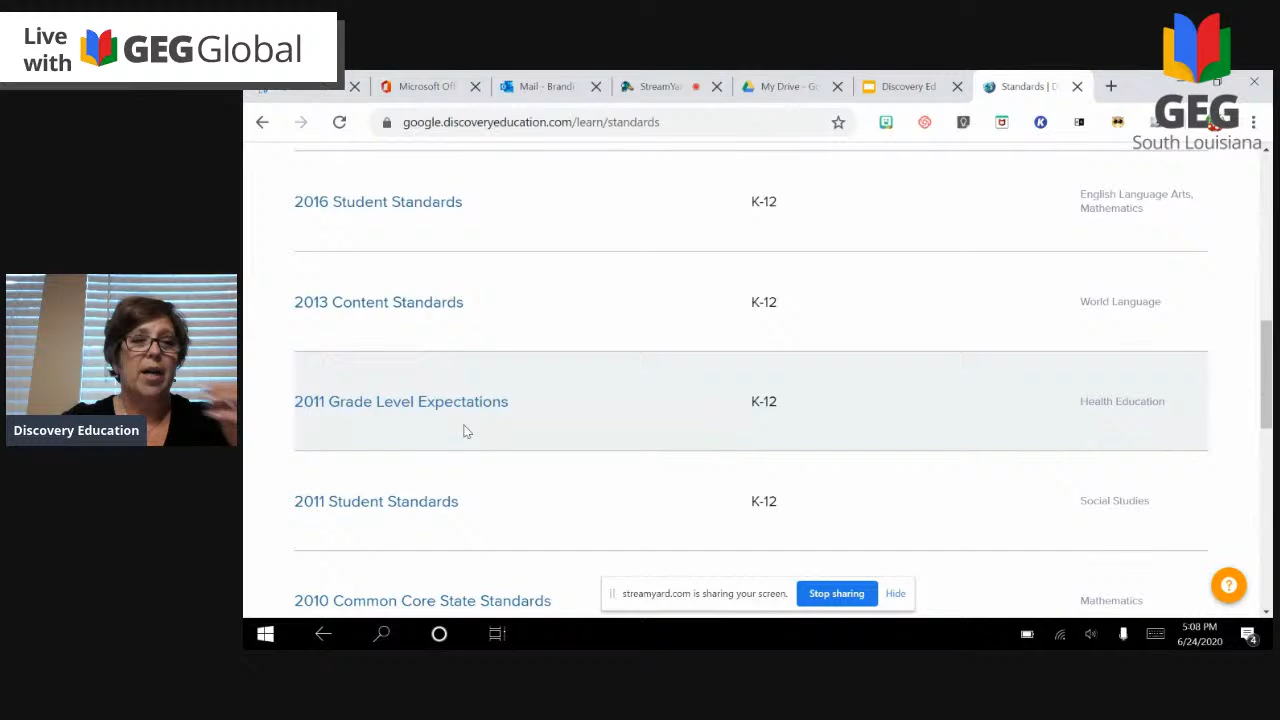 Live
with
GEG Global
Microsoft Off
Mail - Brandi
StreamYa
My Drive - Go
Discovery Ed
Standards | D
GEG
South Louisiana
google.discoveryeducation.com/learn/standards
2016 Student Standards
K-12
English Language Arts,
Mathematics
2013 Content Standards
K-12
World Language
2011 Grade Level Expectations
K-12
Health Education
Discovery Education
2011 Student Standards
K-12
Social Studies
2010 Common Core State Standards
Mathematics
streamyard.com is sharing your screen.
Stop sharing
Hide
5:08 PM
6/24/2020
4